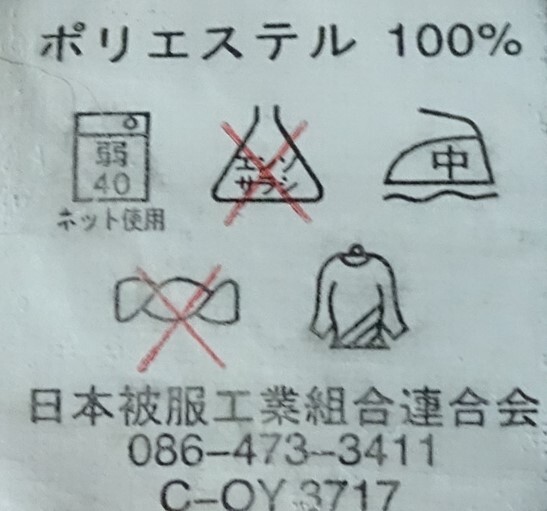 ポリエステル 100%
弱
40
ネット使用
エンソ
サラシ
中
日本被服工業組合連合会
086-473-3411
C-OY 3717